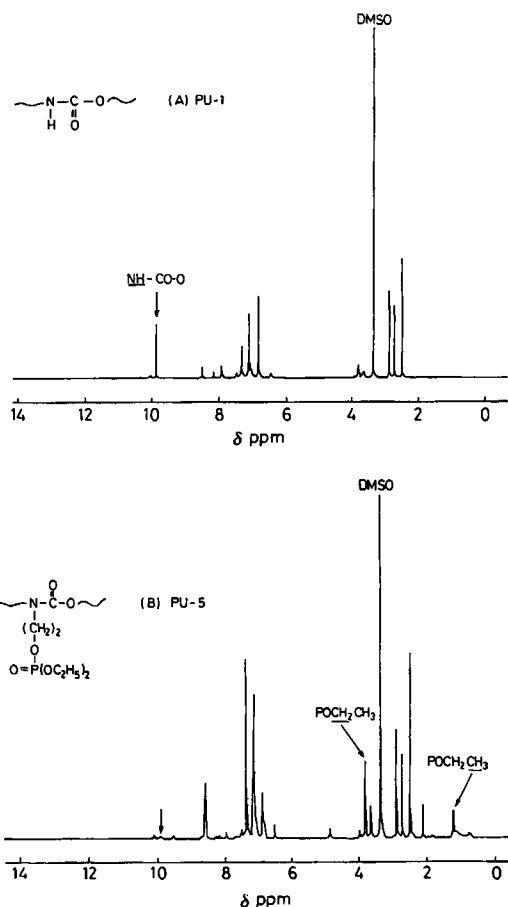 DMSO
N – C – O (A) PU-1
H O
NH – CO-O
14 12 10 8 6 4 2 0
δ ppm
DMSO
O
N – C – O (B) PU-5
(CH₂)₂
O
O=P(OC₂H₅)₂
POCH₂CH₃
POCH₂CH₃
14 12 10 8 6 4 2 0
δ ppm